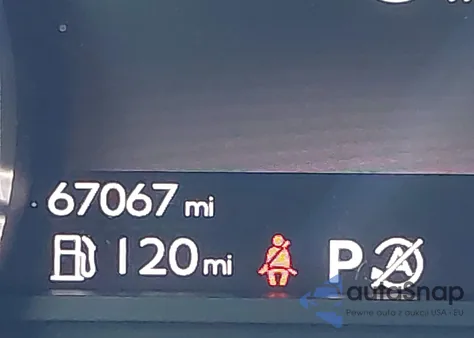 67067 mi
120 mi P A
autoSnap
Pewne auta z aukcji USA i EU